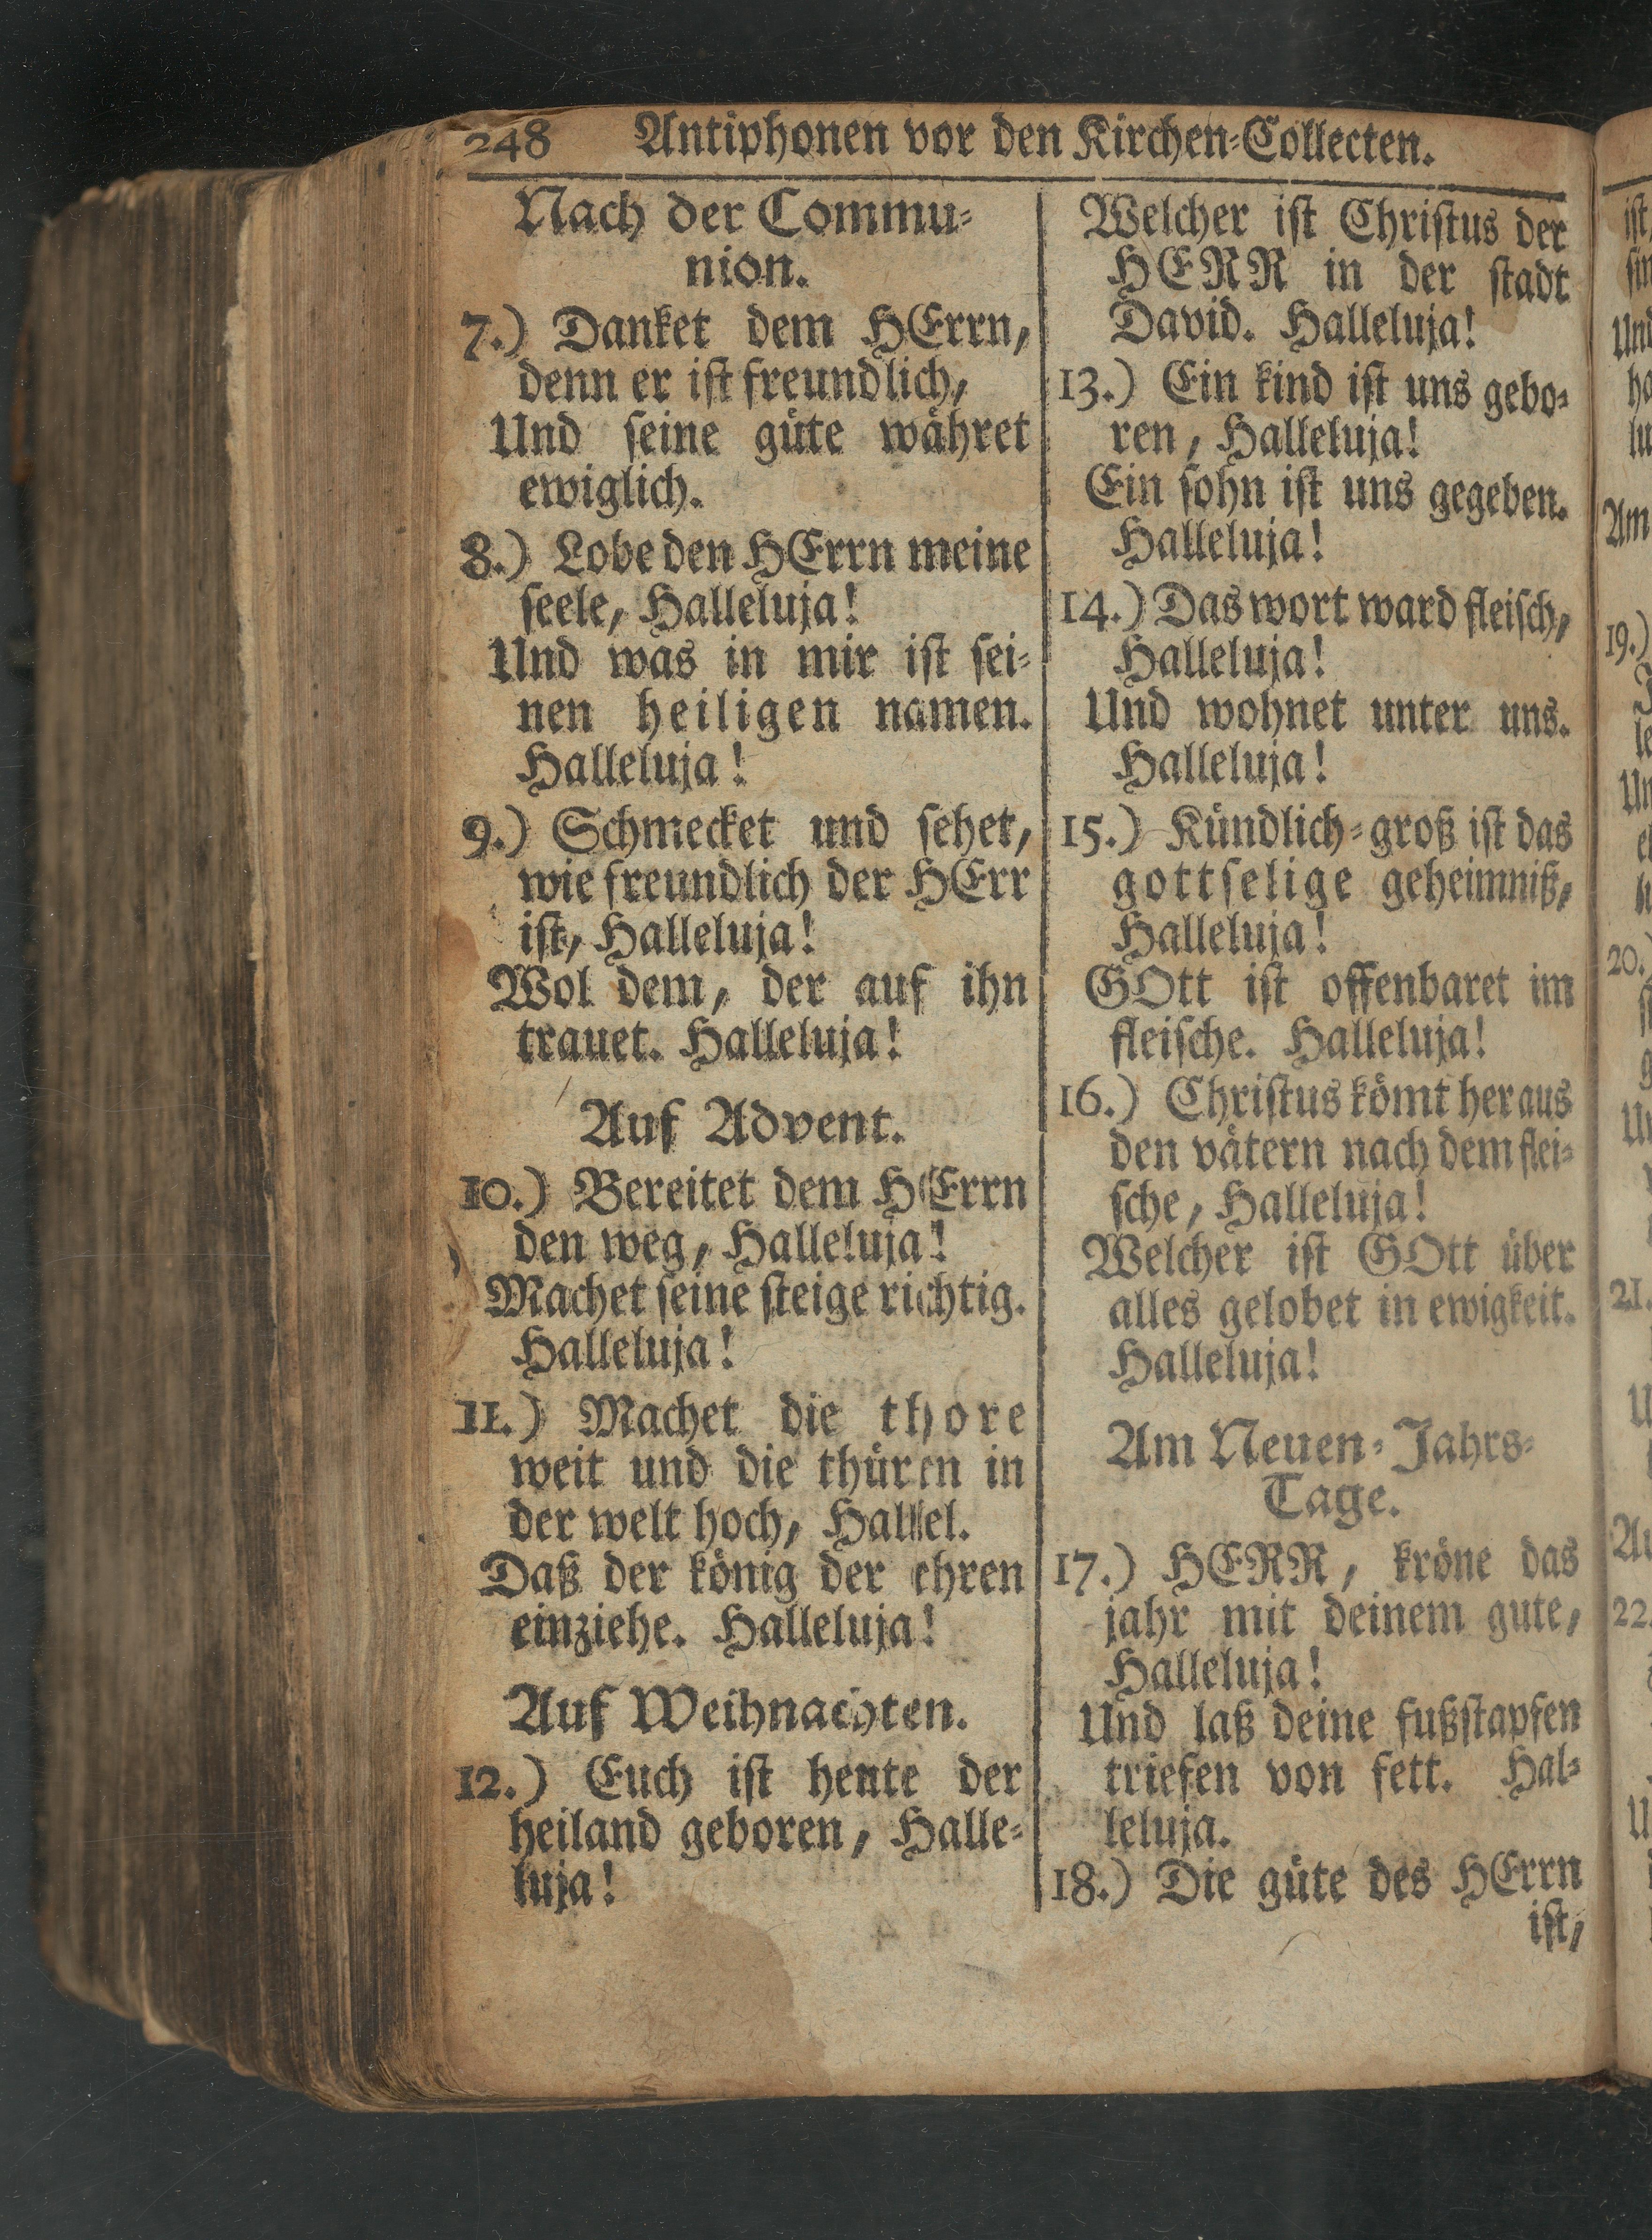 248 Antiphonen vor den Kirchen-Collecten.
Nach der Commu-
nion.
7.) Danket dem HErrn,
denn er ist freundlich,
Und seine güte währet
ewiglich.
8.) Lobe den HErrn meine
seele, Halleluja!
Und was in mir ist sei-
nen heiligen namen.
Halleluja!
9.) Schmecket und sehet,
wie freundlich der HErr
ist, Halleluja!
Wol dem, der auf ihn
trauet. Halleluja!
Auf Advent.
10.) Bereitet dem HErrn
den weg, Halleluja!
Machet seine steige richtig.
Halleluja!
11.) Machet die thore
weit und die thüren in
der welt hoch, Hallel.
Daß der könig der ehren
einziehe. Halleluja!
Auf Weihnachten.
12.) Euch ist heute der
heiland geboren, Halle-
luja!
Welcher ist Christus der
HERR in der stadt
David. Halleluja!
13.) Ein kind ist uns gebo-
ren, Halleluja!
Ein sohn ist uns gegeben.
Halleluja!
14.) Das wort ward fleisch,
Halleluja!
Und wohnet unter uns.
Halleluja!
15.) Kündlich-groß ist das
gottselige geheimniß,
Halleluja!
GOtt ist offenbaret im
fleische. Halleluja!
16.) Christus kömt her aus
den vätern nach dem flei-
sche, Halleluja!
Welcher ist GOtt über
alles gelobet in ewigkeit.
Halleluja!
Am Neuen-Jahrs-
Tage.
17.) HERR, kröne das
jahr mit deinem gute,
Halleluja!
Und laß deine fußstapfen
triefen von fett. Hal-
leluja.
18.) Die güte des HErrn
ist,